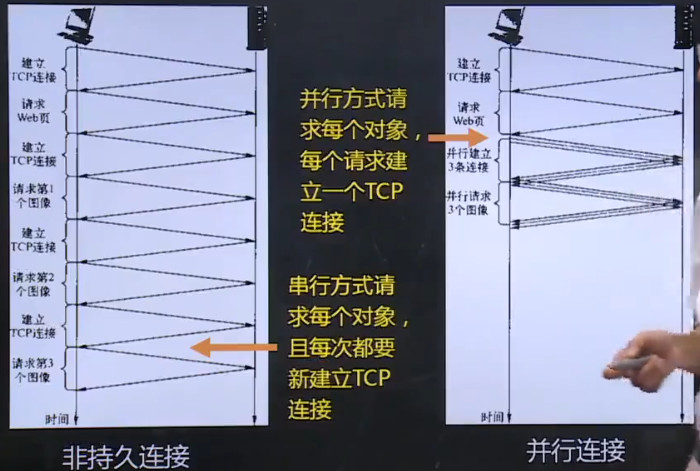 建立
TCP连接
请求
Web页
建立
TCP连接
请求第1
个图像
建立
TCP连接
请求第2
个图像
建立
TCP连接
请求第3
个图像
时间
非持久连接
并行方式请
求每个对象，
每个请求建
立一个TCP
连接
串行方式请
求每个对象，
且每次都要
新建立TCP
连接
建立
TCP连接
请求
Web页
并行建立
3条连接
并行请求
3个图像
时间
并行连接